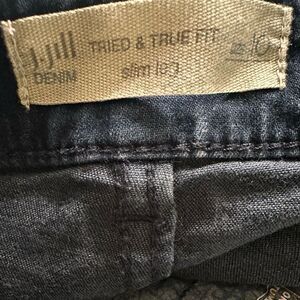 J.Jill TRIED & TRUE FIT
DENIM slim leg 10